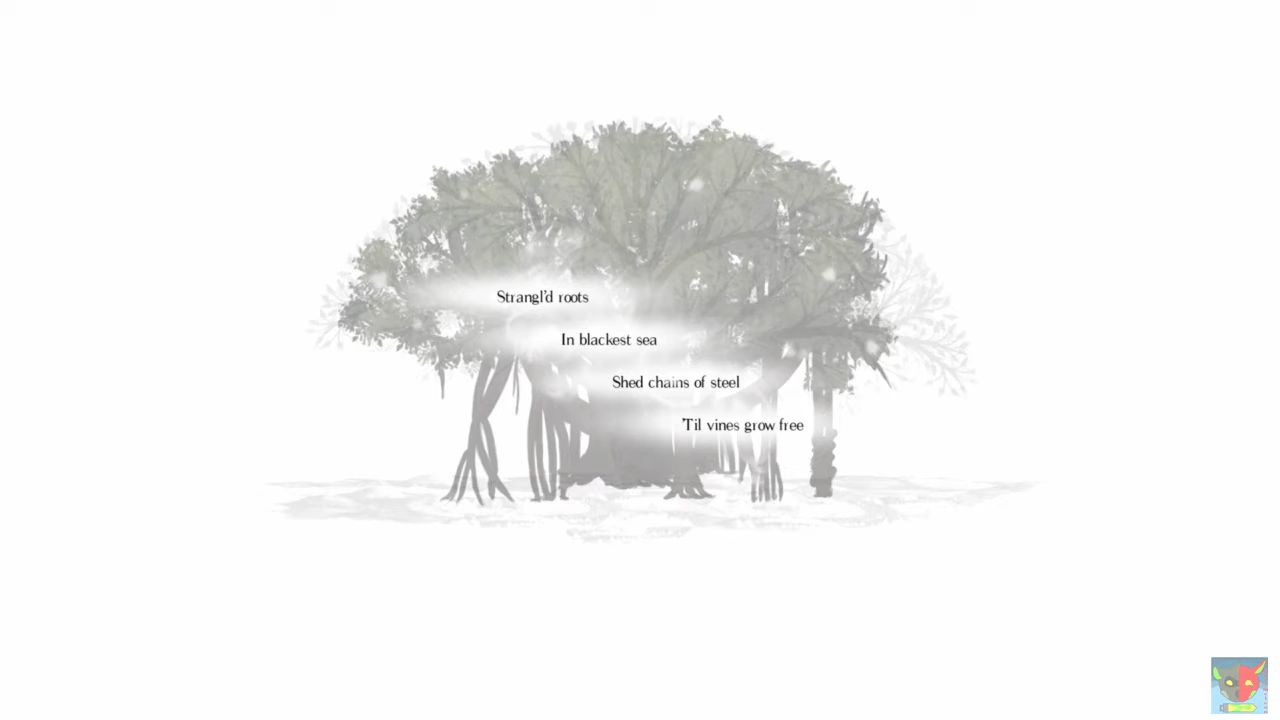 Strangl'd roots
In blackest sea
Shed chains of steel
'Til vines grow free